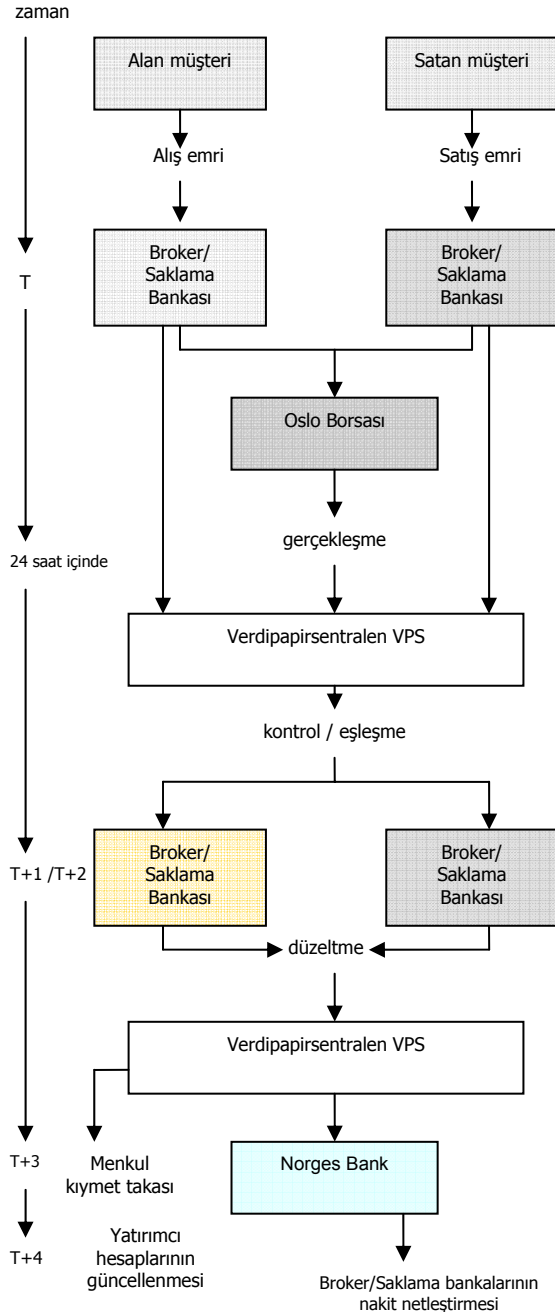 zaman
Alan müşteri
Satan müşteri
Alış emri
Satış emri
T
Broker/
Saklama
Bankası
Broker/
Saklama
Bankası
Oslo Borsası
gerçekleşme
24 saat içinde
Verdipapirsentralen VPS
kontrol / eşleşme
T+1 /T+2
Broker/
Saklama
Bankası
Broker/
Saklama
Bankası
düzeltme
Verdipapirsentralen VPS
T+3
Menkul
kıymet takası
Norges Bank
T+4
Yatırımcı
hesaplarının
güncellenmesi
Broker/Saklama bankalarının
nakit netleştirmesi